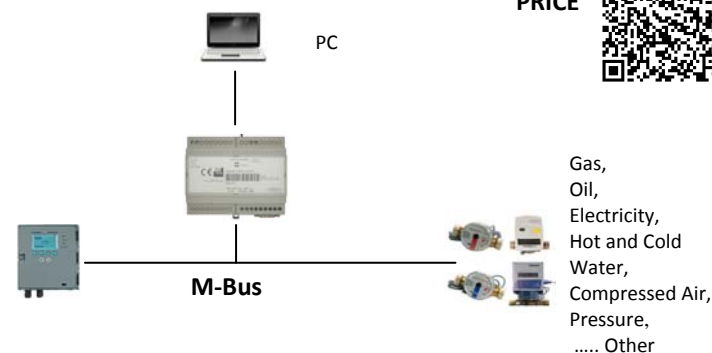 PRICE
PC
Gas,
Oil,
Electricity,
Hot and Cold
Water,
Compressed Air,
Pressure,
..... Other
M-Bus